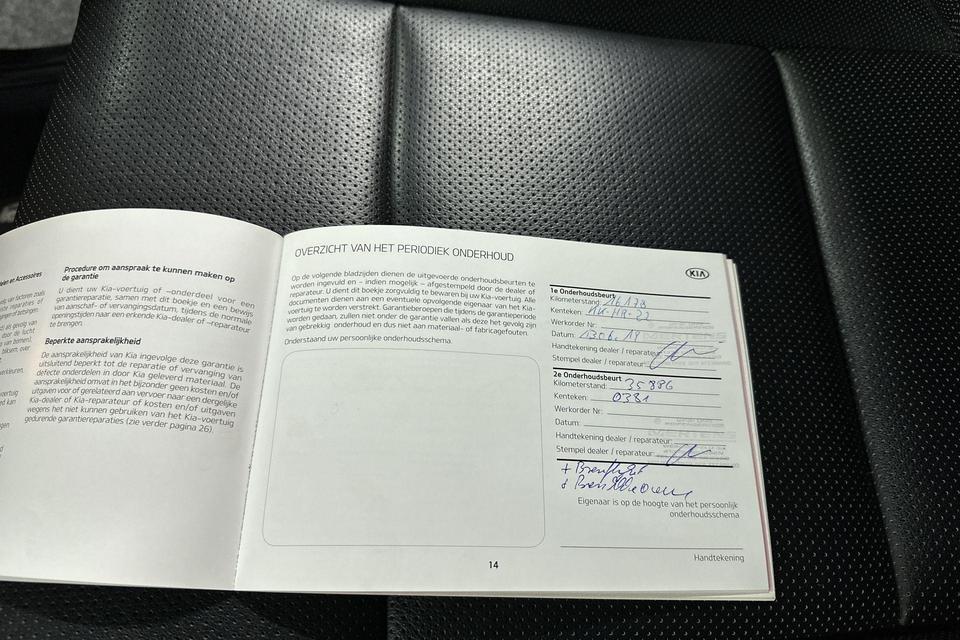 Procedure om aanspraak te kunnen maken op
de garantie
U dient uw Kia-voertuig of –onderdeel voor een
garantiereparatie, samen met dit boekje en een bewijs
van aanschaf- of vervangingsdatum, tijdens de normale
openingstijden naar een erkende Kia-dealer of –reparateur
te brengen.
Beperkte aansprakelijkheid
De aansprakelijkheid van Kia ingevolge deze garantie is
uitsluitend beperkt tot de reparatie of vervanging van
defecte onderdelen in door Kia geleverd materiaal. De
aansprakelijkheid omvat in het bijzonder geen kosten en/of
uitgaven voor of gerelateerd aan vervoer naar een dergelijke
Kia-dealer of Kia-reparateur of kosten en/of uitgaven
wegens het niet kunnen gebruiken van het Kia-voertuig
gedurende garantiereparaties (zie verder pagina 26).
OVERZICHT VAN HET PERIODIEK ONDERHOUD
KIA
Op de volgende bladzijden dienen de uitgevoerde onderhoudsbeurten te
worden ingevuld en – indien mogelijk – afgestempeld door de dealer of
reparateur. U dient dit boekje zorgvuldig te bewaren bij uw Kia-voertuig. Alle
documenten dienen aan een eventuele opvolgende eigenaar van het Kia-
voertuig te worden verstrekt. Garantieberoepen die tijdens de garantieperiode
worden gedaan, zullen niet onder de garantie vallen als deze het gevolg zijn
van gebrekkig onderhoud en dus niet aan materiaal- of fabricagefouten.
Onderstaand uw persoonlijke onderhoudsschema.
1e Onderhoudsbeurt
Kilometerstand: 16178
Kenteken:
Werkorder Nr:
Datum:
Handtekening dealer / reparateur:
Stempel dealer / reparateur:
2e Onderhoudsbeurt
Kilometerstand: 35886
Kenteken: 0381
Werkorder Nr:
Datum:
Handtekening dealer / reparateur:
Stempel dealer / reparateur:
Eigenaar is op de hoogte van het persoonlijk
onderhoudsschema
Handtekening
14